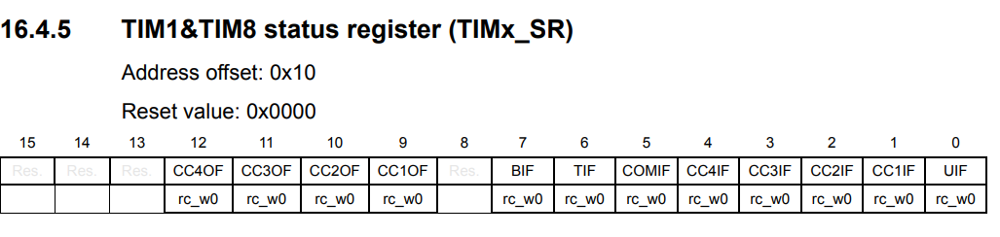 16.4.5 TIM1&TIM8 status register (TIMx_SR)
Address offset: 0x10
Reset value: 0x0000
15 14 13 12 11 10 9 8 7 6 5 4 3 2 1 0
Res. Res. Res. CC4OF CC3OF CC2OF CC1OF Res. BIF TIF COMIF CC4IF CC3IF CC2IF CC1IF UIF
rc_w0 rc_w0 rc_w0 rc_w0 rc_w0 rc_w0 rc_w0 rc_w0 rc_w0 rc_w0 rc_w0 rc_w0